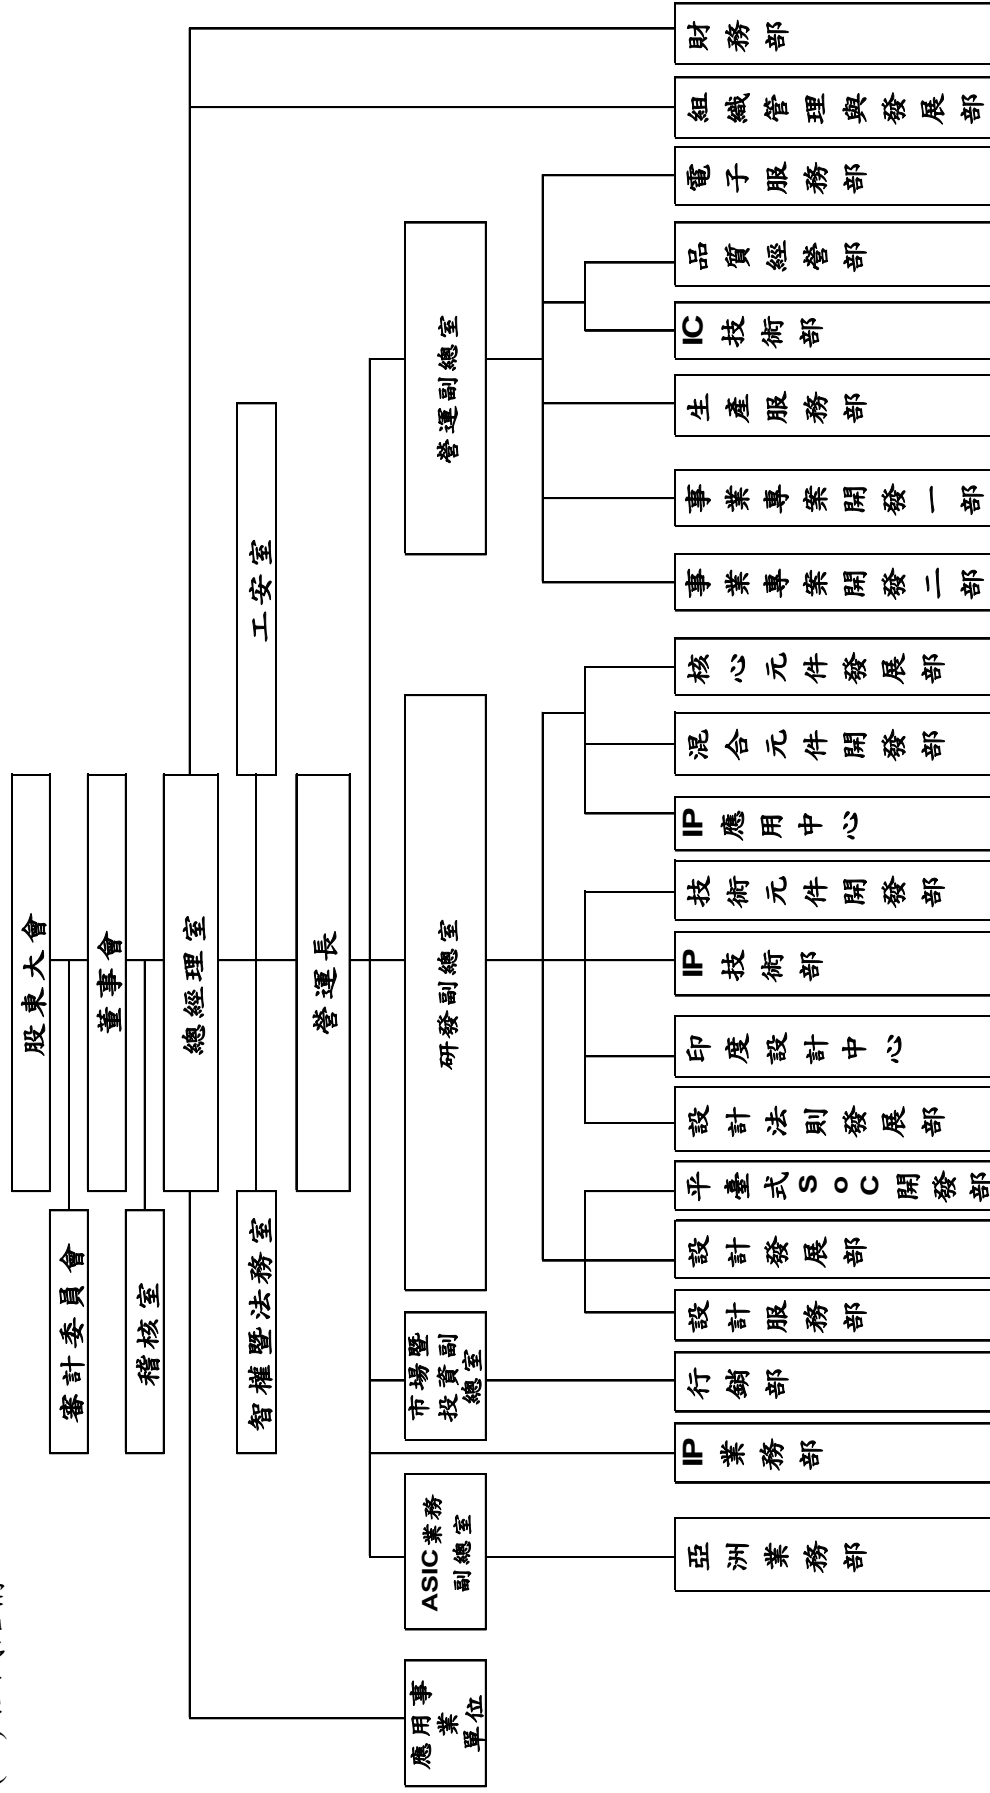 股東大會
審計委員會
董事會
稽核室
總經理室
智權暨法務室
工安室
營運長
應用事
業
單位
ASIC業務
副總室
市場暨
投資副
總室
研發副總室
營運副總室
亞洲業務部
IP業務部
行銷部
設計服務部
設計發展部
平臺式SoC開發部
設計法則發展部
印度設計中心
IP技術部
技術元件開發部
IP應用中心
混合元件開發部
核心元件發展部
事業專案開發二部
事業專案開發一部
生產服務部
IC技術部
品質經營部
電子服務部
組織管理與發展部
財務部